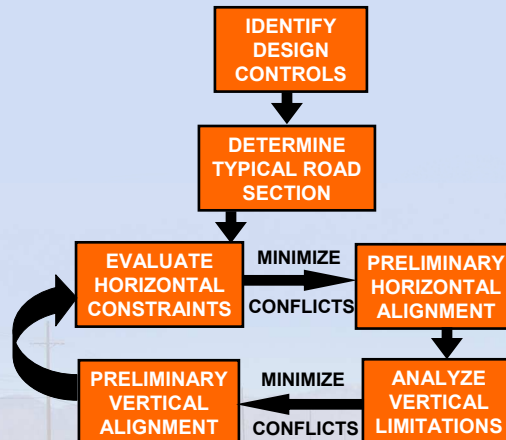 IDENTIFY
DESIGN
CONTROLS
DETERMINE
TYPICAL ROAD
SECTION
EVALUATE
HORIZONTAL
CONSTRAINTS
MINIMIZE
CONFLICTS
PRELIMINARY
HORIZONTAL
ALIGNMENT
PRELIMINARY
VERTICAL
ALIGNMENT
MINIMIZE
CONFLICTS
ANALYZE
VERTICAL
LIMITATIONS